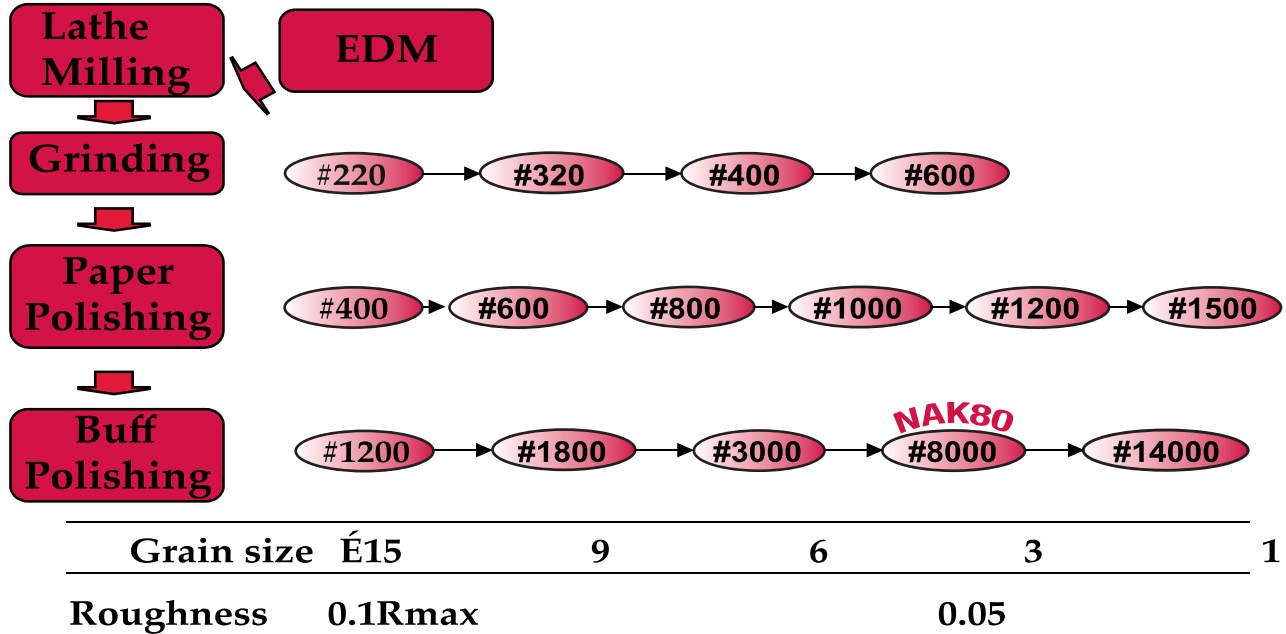 Lathe
Milling
EDM
Grinding
#220
#320
#400
#600
Paper
Polishing
#400
#600
#800
#1000
#1200
#1500
Buff
Polishing
NAK80
#1200
#1800
#3000
#8000
#14000
Grain size É15 9 6 3 1
Roughness 0.1Rmax 0.05